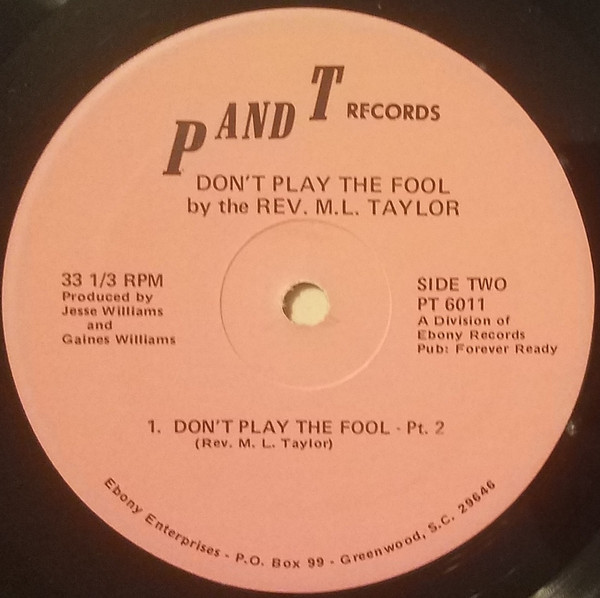 P AND T RECORDS
DON'T PLAY THE FOOL
by the REV. M.L. TAYLOR
33 1/3 RPM
Produced by
Jesse Williams
and
Gaines Williams
SIDE TWO
PT 6011
A Division of
Ebony Records
Pub: Forever Ready
1. DON'T PLAY THE FOOL - Pt. 2
(Rev. M. L. Taylor)
Ebony Enterprises - P.O. Box 99 - Greenwood, S.C. 29646